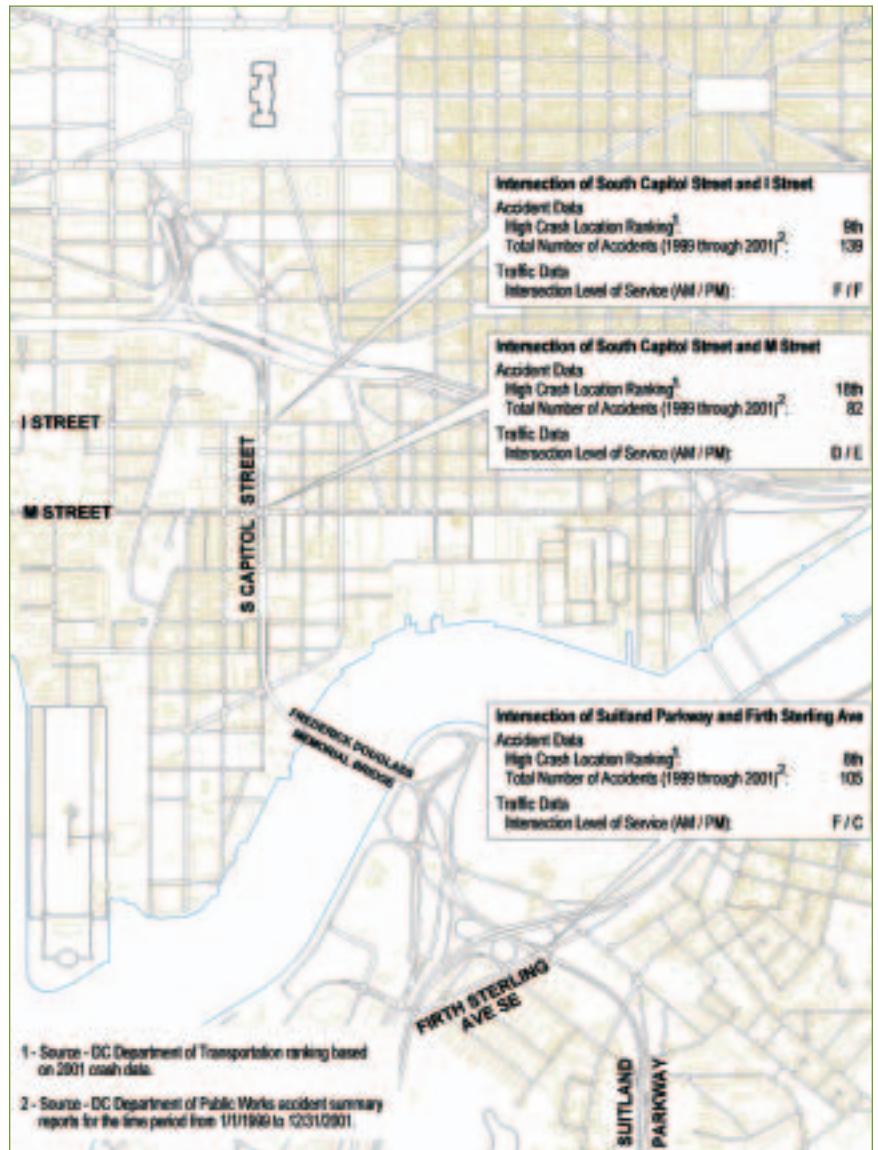 Intersection of South Capitol Street and I Street
Accident Data
High Crash Location Ranking1: 9th
Total Number of Accidents (1999 through 2001)2: 139
Traffic Data
Intersection Level of Service (AM / PM): F / F
Intersection of South Capitol Street and M Street
Accident Data
High Crash Location Ranking1:
Total Number of Accidents (1999 through 2001)2: 82
Traffic Data
Intersection Level of Service (AM / PM): D / E
I STREET
M STREET
S CAPITOL STREET
FREDERICK DOUGLASS
MEMORIAL BRIDGE
Intersection of Suitland Parkway and Firth Sterling Ave
Accident Data
High Crash Location Ranking1: 8th
Total Number of Accidents (1999 through 2001)2: 105
Traffic Data
Intersection Level of Service (AM / PM): F / C
FIRTH STERLING
AVE SE
SUITLAND
PARKWAY
1 - Source - DC Department of Transportation ranking based
on 2001 crash data.
2 - Source - DC Department of Public Works accident summary
reports for the time period from 1/1/1999 to 12/31/2001.